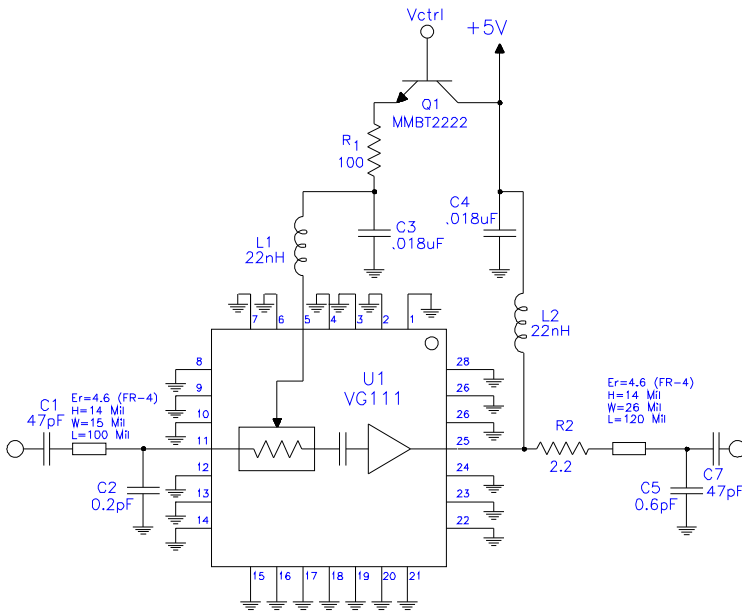 Vctrl
+5V
Q1
MMBT2222
R1
100
C4
.018uF
C3
.018uF
L1
22nH
L2
22nH
7 6 5 4 3 2 1
U1
VG111
8
9
10
11
12
13
14
28
26
26
25
24
23
22
15 16 17 18 19 20 21
C1
47pF
Er=4.6 (FR-4)
H=14 Mil
W=15 Mil
L=100 Mil
C2
0.2pF
R2
2.2
Er=4.6 (FR-4)
H=14 Mil
W=26 Mil
L=120 Mil
C5
0.6pF
C7
47pF